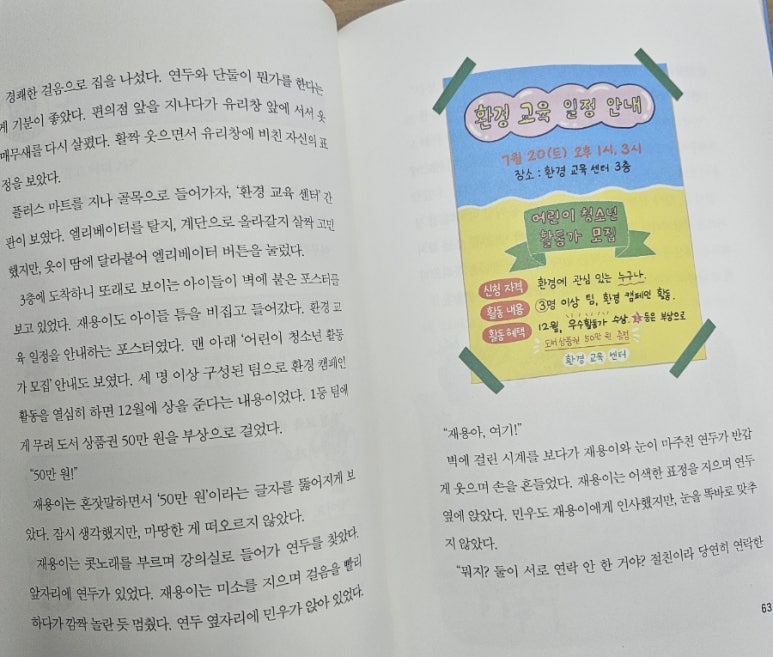 경쾌한 걸음으로 집을 나섰다. 연두와 단둘이 뭔가를 한다는
게 기분이 좋았다. 편의점 앞을 지나다가 유리창 앞에 서서 옷
매무새를 다시 살폈다. 활짝 웃으면서 유리창에 비친 자신의 표
정을 보았다.
플러스 마트를 지나 골목으로 들어가자, ‘환경 교육 센터’ 간
판이 보였다. 엘리베이터를 탈지, 계단으로 올라갈지 살짝 고민
했지만, 옷이 땀에 달라붙어 엘리베이터 버튼을 눌렀다.
3층에 도착하니 또래로 보이는 아이들이 벽에 붙은 포스터를
보고 있었다. 재용이도 아이들 틈을 비집고 들어갔다. 환경 교
육 일정을 안내하는 포스터였다. 맨 아래 ‘어린이 청소년 활동
가 모집’ 안내도 보였다. 세 명 이상 구성된 팀으로 환경 캠페인
활동을 열심히 하면 12월에 상을 준다는 내용이었다. 1등 팀에
게 무려 도서 상품권 50만 원을 부상으로 걸었다.
“50만 원!”
재용이는 혼잣말하면서 ‘50만 원’이라는 글자를 뚫어지게 보
았다. 잠시 생각했지만, 마땅한 게 떠오르지 않았다.
재용이는 콧노래를 부르며 강의실로 들어가 연두를 찾았다.
앞자리에 연두가 있었다. 재용이는 미소를 지으며 걸음을 빨리
하다가 깜짝 놀란 듯 멈췄다. 연두 옆자리에 민우가 앉아 있었다.
환경 교육 일정 안내
7월 20(토) 오후 1시, 3시
장소 : 환경 교육 센터 3층
어린이 청소년
활동가 모집
신청 자격 환경에 관심 있는 누구나.
활동 내용 3명 이상 팀, 환경 캠페인 활동.
활동 혜택 12월, 우수활동가 수상. 1등은 부상으로
도서상품권 50만 원 증정
환경 교육 센터
“재용아, 여기!”
벽에 걸린 시계를 보다가 재용이와 눈이 마주친 연두가 반갑
게 웃으며 손을 흔들었다. 재용이는 어색한 표정을 지으며 연두
옆에 앉았다. 민우도 재용이에게 인사했지만, 눈을 똑바로 맞추
지 않았다.
“뭐지? 둘이 서로 연락 안 한 거야? 절친이라 당연히 연락한
63